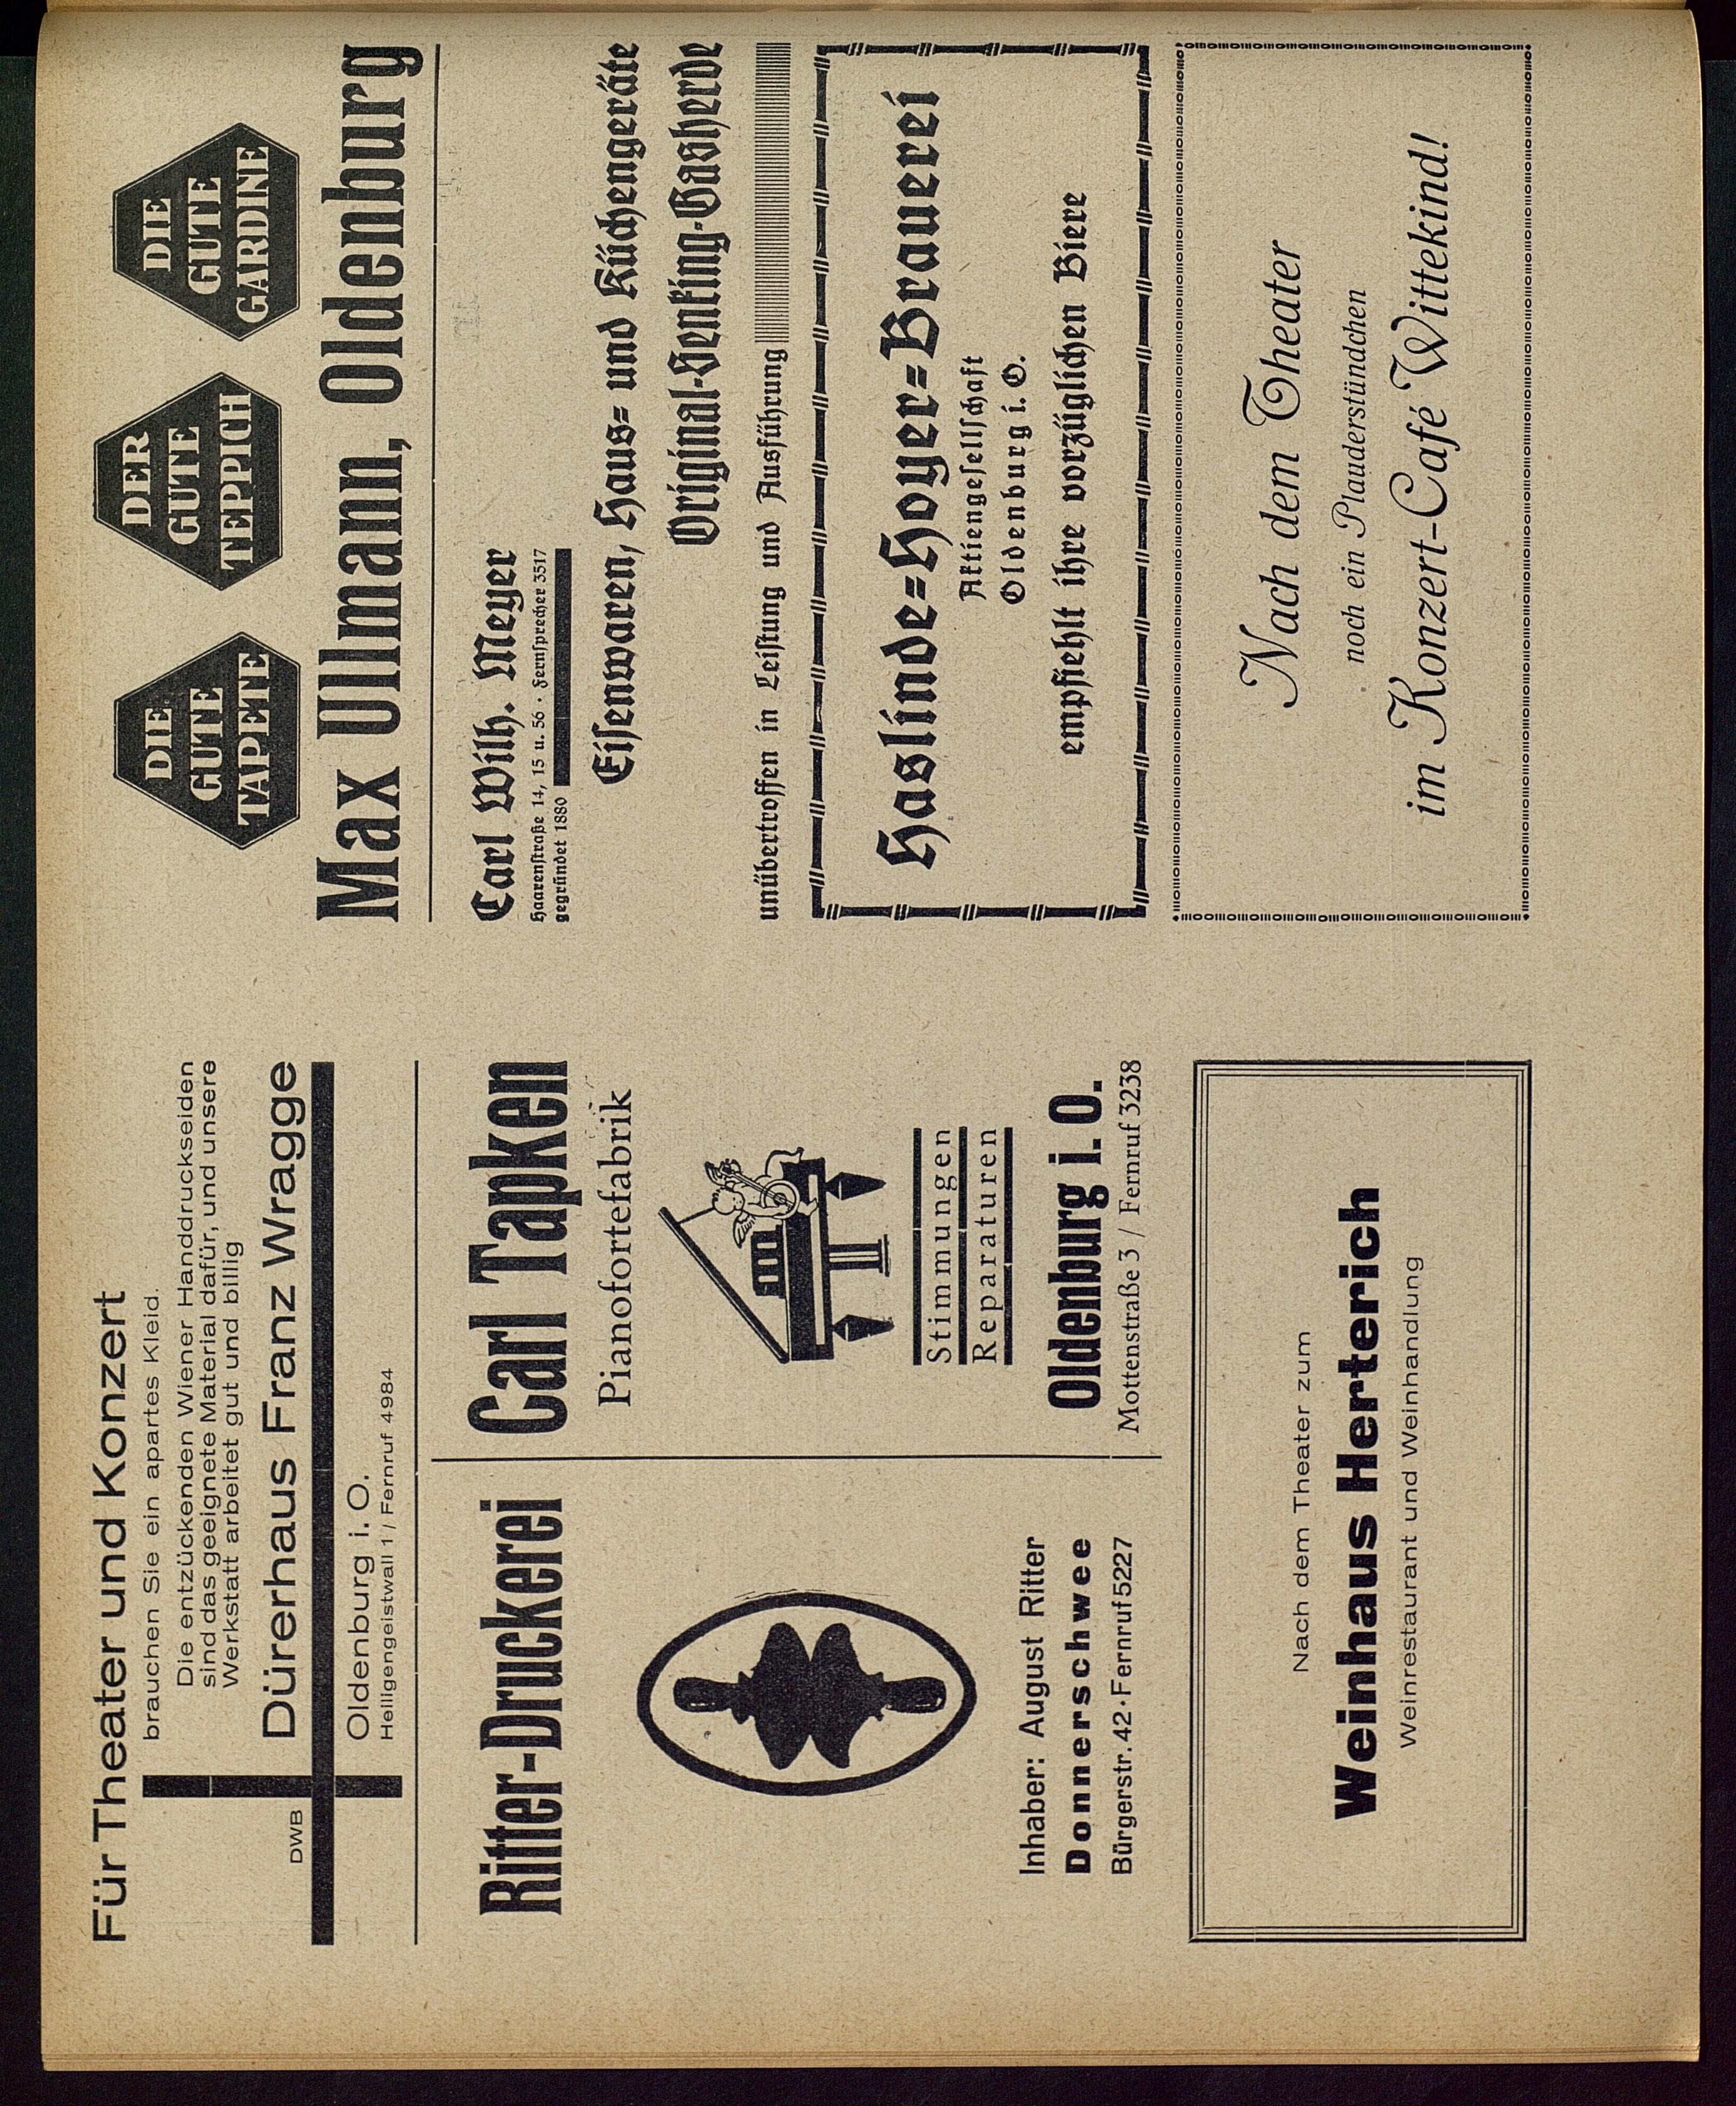 Für Theater und Konzert
brauchen Sie ein apartes Kleid.
Die entzückenden Wiener Handdruckseiden
sind das geeignete Material dafür, und unsere
Werkstatt arbeitet gut und billig
DWB
Dürerhaus Franz Wragge
Oldenburg i. O.
Heiligengeistwall 1 / Fernruf 4984
Ritter-Druckerei
Inhaber: August Ritter
Donnerschwee
Bürgerstr. 42 · Fernruf 5227
Carl Tapken
Pianofortefabrik
Stimmungen
Reparaturen
Oldenburg i. O.
Mottenstraße 3 / Fernruf 3238
Nach dem Theater zum
Weinhaus Herterich
Weinrestaurant und Weinhandlung
DIE
GUTE
TAPETE
DER
GUTE
TEPPICH
DIE
GUTE
GARDINE
Max Ullmann, Oldenburg
Carl Wilh. Meyer
Haarenstraße 14, 15 u. 56 · Fernsprecher 3517
gegründet 1880
Eisenwaren, Haus- und Küchengeräte
Original-Senking-Gasherde
unübertroffen in Leistung und Ausführung
Haslinde-Hoyer-Brauerei
Aktiengesellschaft
Oldenburg i. O.
empfiehlt ihre vorzüglichen Biere
Nach dem Theater
noch ein Plauderstündchen
im Konzert-Café Wittekind!